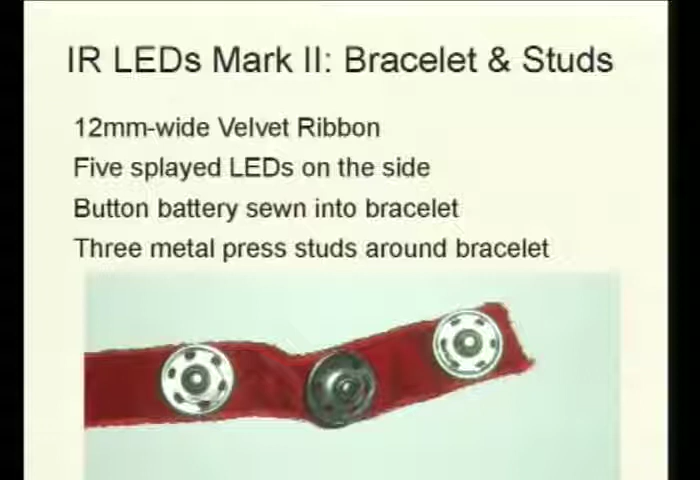 IR LEDs Mark II: Bracelet & Studs
12mm-wide Velvet Ribbon
Five splayed LEDs on the side
Button battery sewn into bracelet
Three metal press studs around bracelet